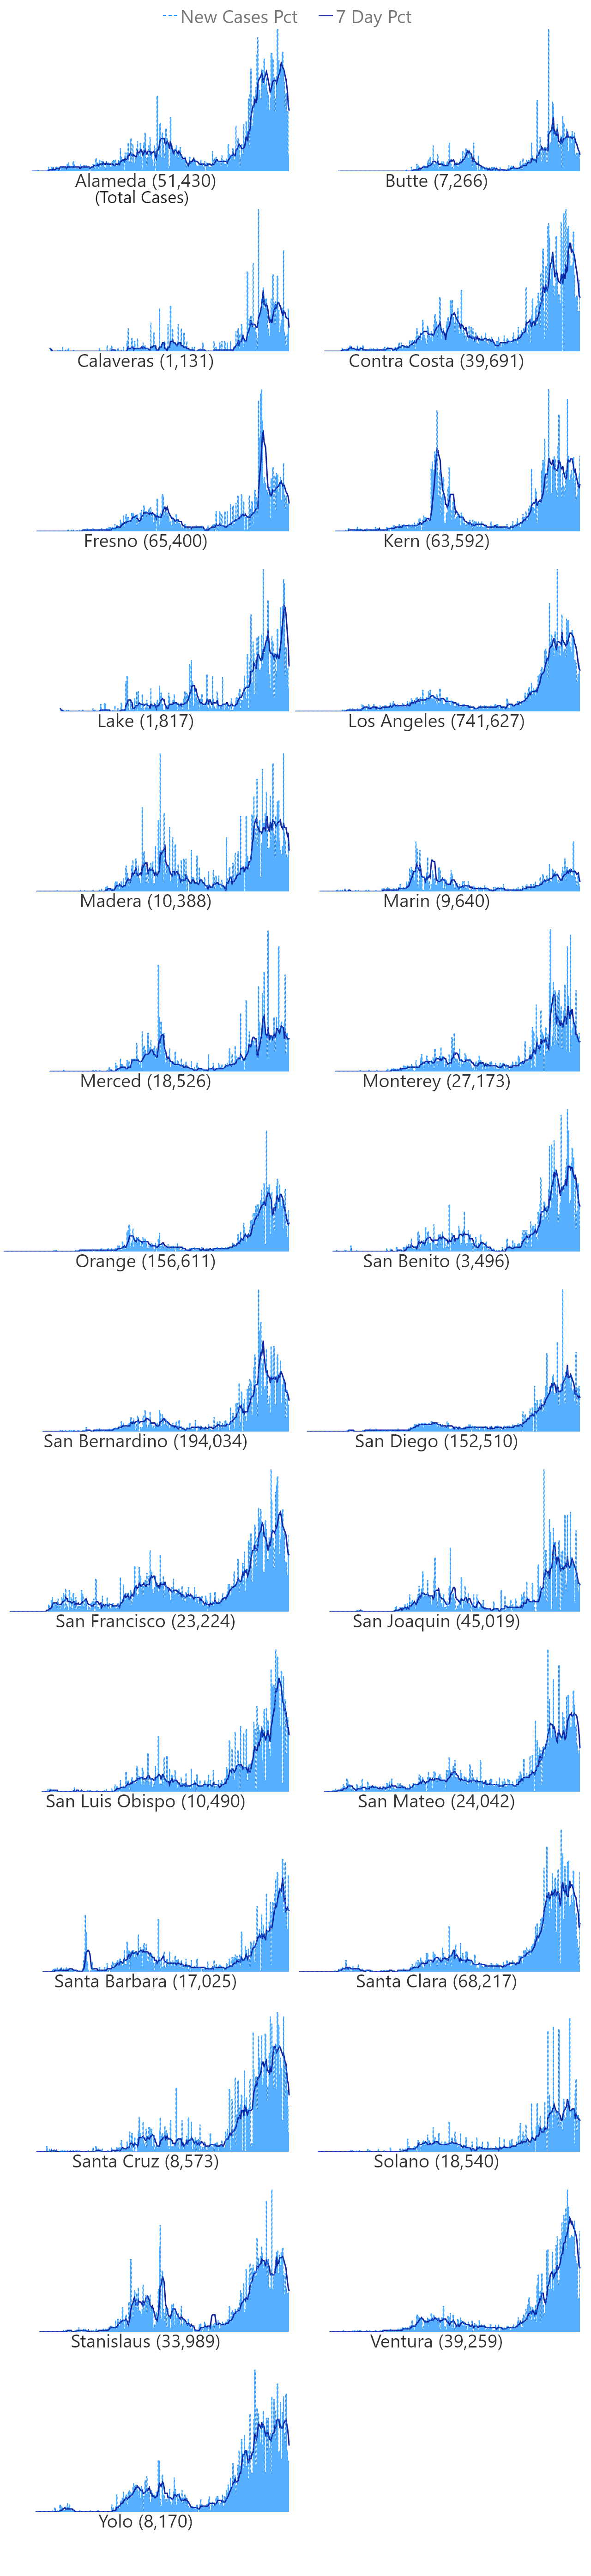 New Cases Pct 7 Day Pct
Alameda (51,430) Butte (7,266)
(Total Cases)
Calaveras (1,131) Contra Costa (39,691)
Fresno (65,400) Kern (63,592)
Lake (1,817) Los Angeles (741,627)
Madera (10,388) Marin (9,640)
Merced (18,526) Monterey (27,173)
Orange (156,611) San Benito (3,496)
San Bernardino (194,034) San Diego (152,510)
San Francisco (23,224) San Joaquin (45,019)
San Luis Obispo (10,490) San Mateo (24,042)
Santa Barbara (17,025) Santa Clara (68,217)
Santa Cruz (8,573) Solano (18,540)
Stanislaus (33,989) Ventura (39,259)
Yolo (8,170)